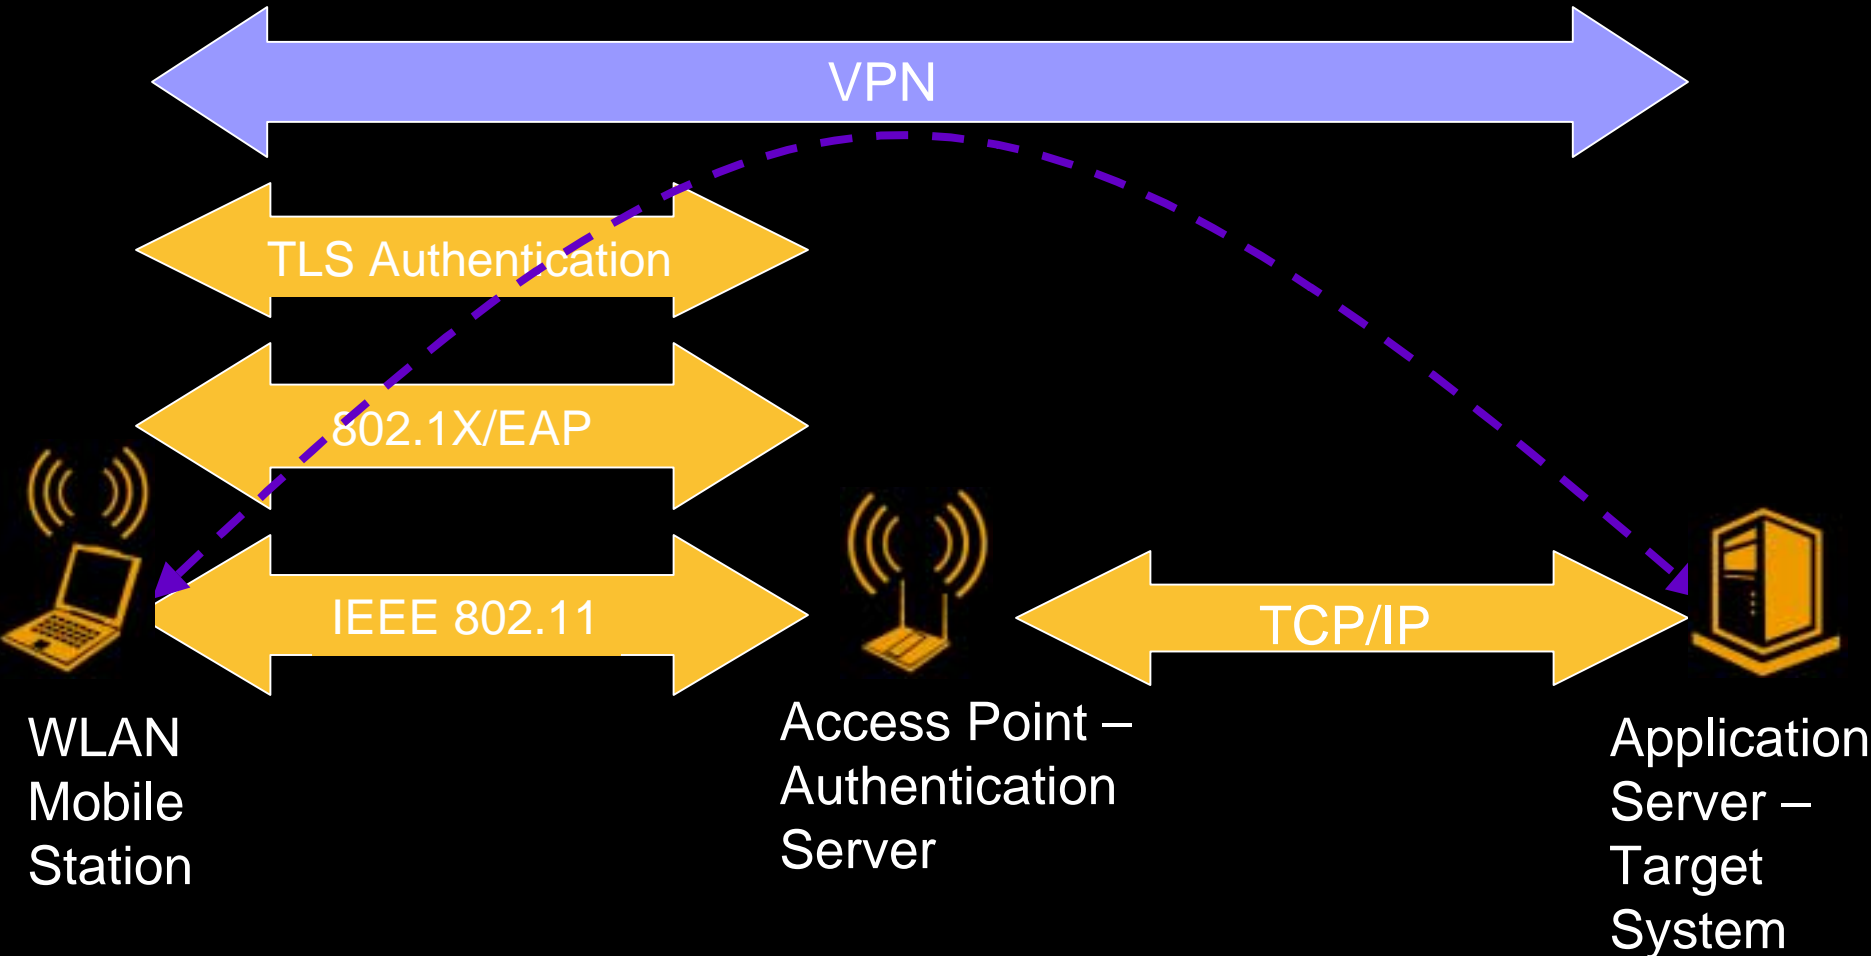 VPN
TLS Authentication
802.1X/EAP
IEEE 802.11
TCP/IP
WLAN
Mobile
Station
Access Point –
Authentication
Server
Application
Server –
Target
System